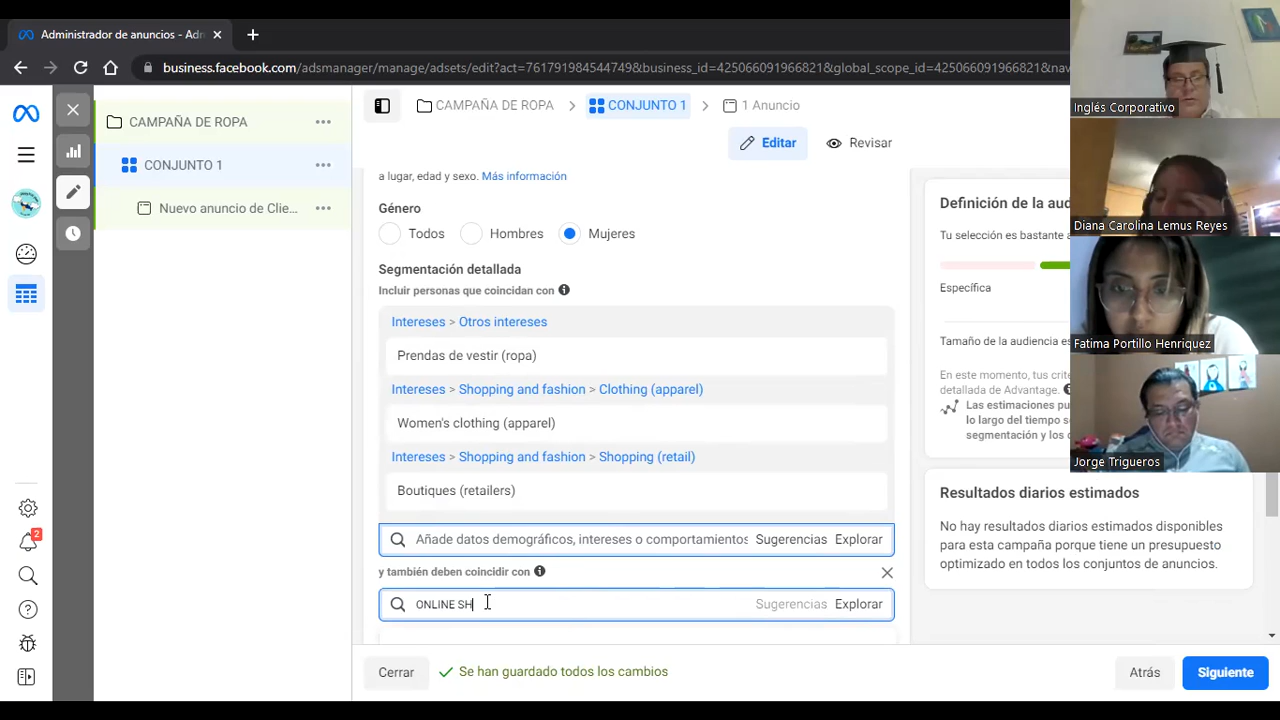 Administrador de anuncios - Adm
business.facebook.com/adsmanager/manage/adsets/edit?act=761791984544749&business_id=425066091966821&global_scope_id=425066091966821&nav
CAMPAÑA DE ROPA
CONJUNTO 1
Nuevo anuncio de Clie...
2
CAMPAÑA DE ROPA
CONJUNTO 1
1 Anuncio
Editar
Revisar
a lugar, edad y sexo. Más información
Género
Todos
Hombres
Mujeres
Segmentación detallada
Incluir personas que coincidan con
Intereses > Otros intereses
Prendas de vestir (ropa)
Intereses > Shopping and fashion > Clothing (apparel)
Women's clothing (apparel)
Intereses > Shopping and fashion > Shopping (retail)
Boutiques (retailers)
Añade datos demográficos, intereses o comportamientos
Sugerencias
Explorar
y también deben coincidir con
ONLINE SH
Sugerencias
Explorar
Cerrar
Se han guardado todos los cambios
Atrás
Siguiente
Definición de la au
Tu selección es bastante a
Específica
Tamaño de la audiencia es
En este momento, tus crite
detallada de Advantage.
Las estimaciones pu
lo largo del tiempo s
segmentación y los c
Resultados diarios estimados
No hay resultados diarios estimados disponibles
para esta campaña porque tiene un presupuesto
optimizado en todos los conjuntos de anuncios.
Inglés Corporativo
Diana Carolina Lemus Reyes
Fatima Portillo Henriquez
Jorge Trigueros